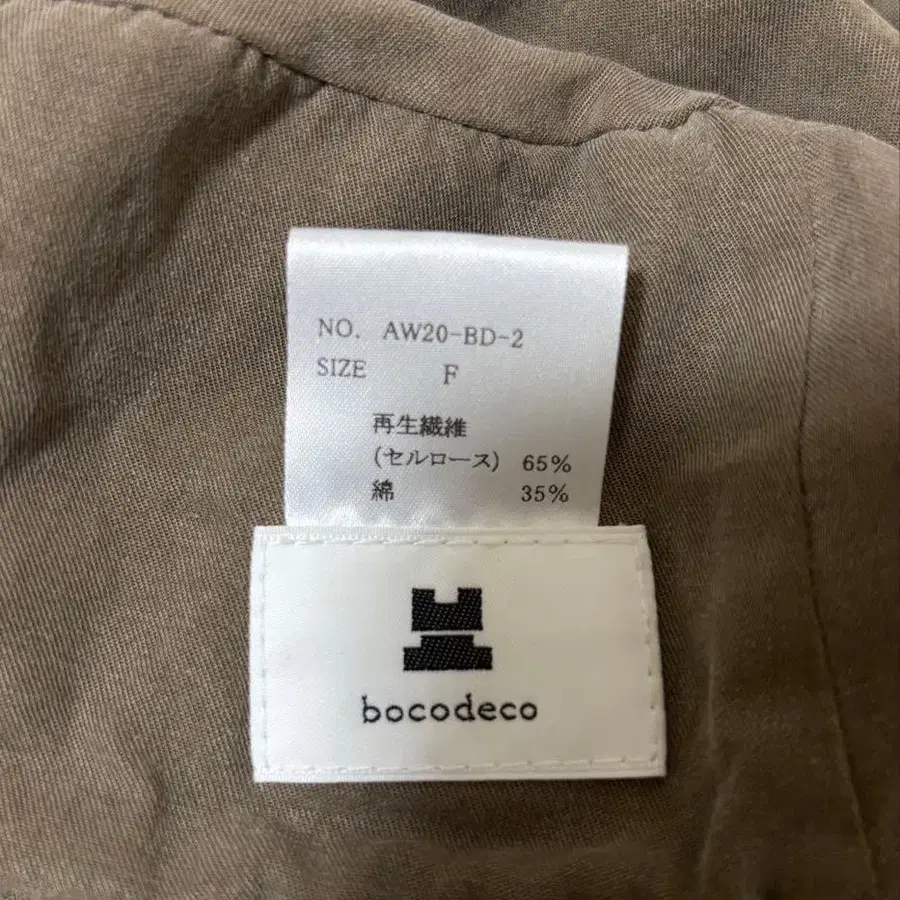 NO. AW20-BD-2
SIZE F
再生繊維
(セルロース) 65%
綿 35%
bocodeco